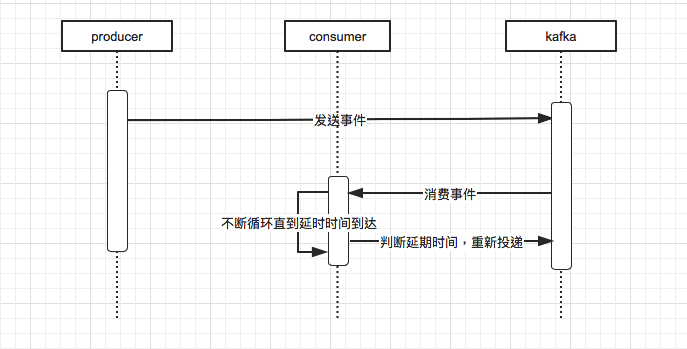 producer
consumer
kafka
发送事件
消费事件
不断循环直到延时时间到达
判断延期时间，重新投递